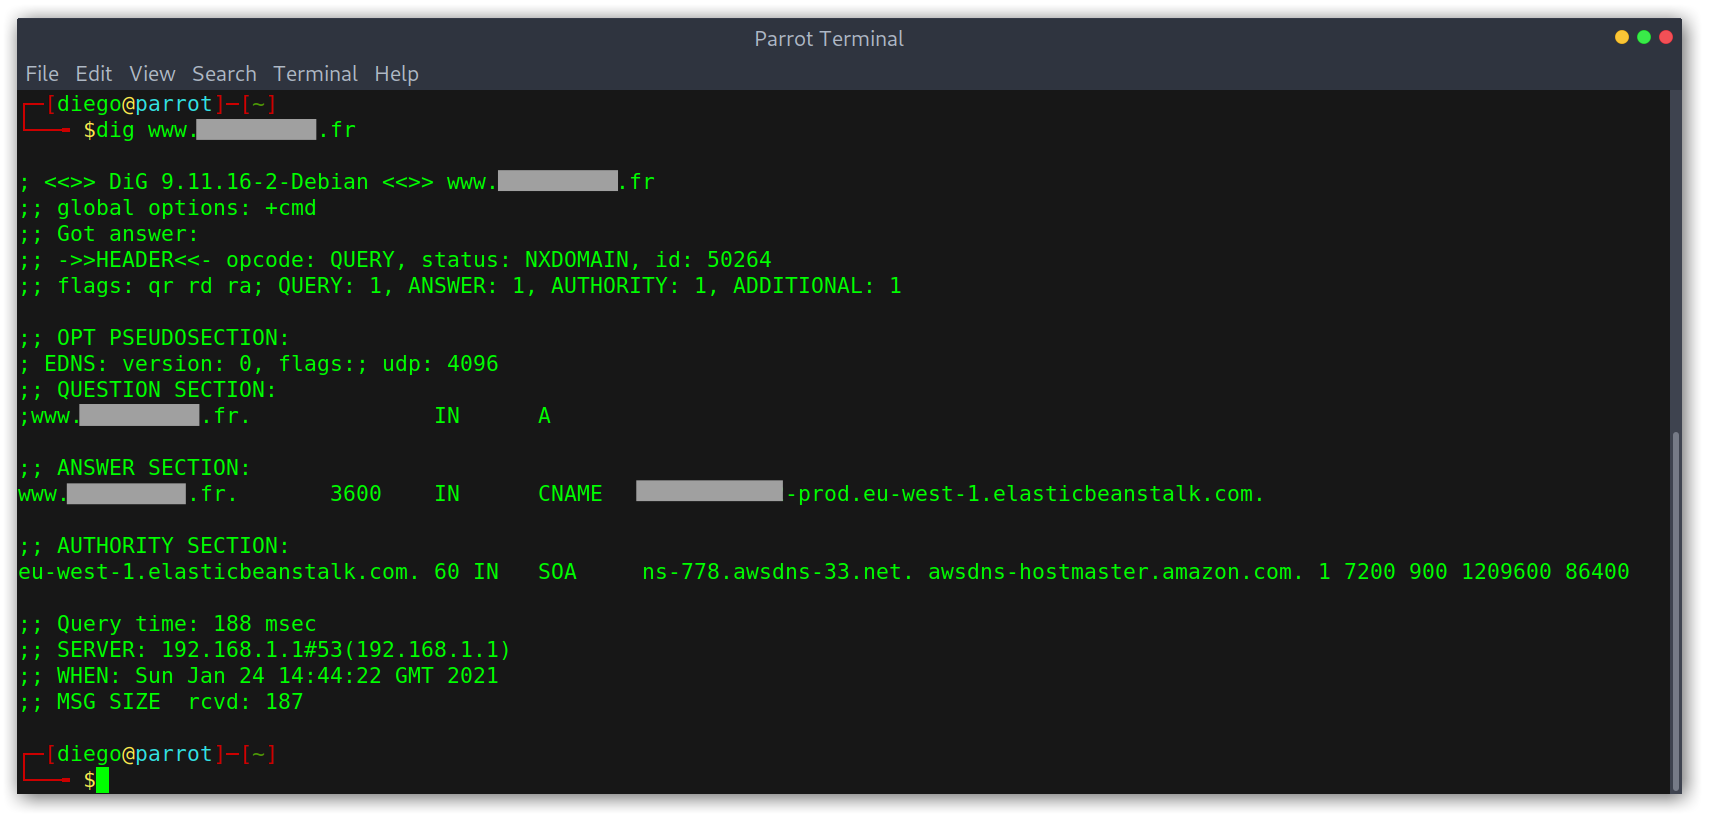 Parrot Terminal
File Edit View Search Terminal Help
┌─[diego@parrot]─[~]
└──╼ $dig www. .fr
; <<>> DiG 9.11.16-2-Debian <<>> www. .fr
;; global options: +cmd
;; Got answer:
;; ->>HEADER<<- opcode: QUERY, status: NXDOMAIN, id: 50264
;; flags: qr rd ra; QUERY: 1, ANSWER: 1, AUTHORITY: 1, ADDITIONAL: 1
;; OPT PSEUDOSECTION:
; EDNS: version: 0, flags:; udp: 4096
;; QUESTION SECTION:
;www. .fr. IN A
;; ANSWER SECTION:
www. .fr. 3600 IN CNAME -prod.eu-west-1.elasticbeanstalk.com.
;; AUTHORITY SECTION:
eu-west-1.elasticbeanstalk.com. 60 IN SOA ns-778.awsdns-33.net. awsdns-hostmaster.amazon.com. 1 7200 900 1209600 86400
;; Query time: 188 msec
;; SERVER: 192.168.1.1#53(192.168.1.1)
;; WHEN: Sun Jan 24 14:44:22 GMT 2021
;; MSG SIZE rcvd: 187
┌─[diego@parrot]─[~]
└──╼ $